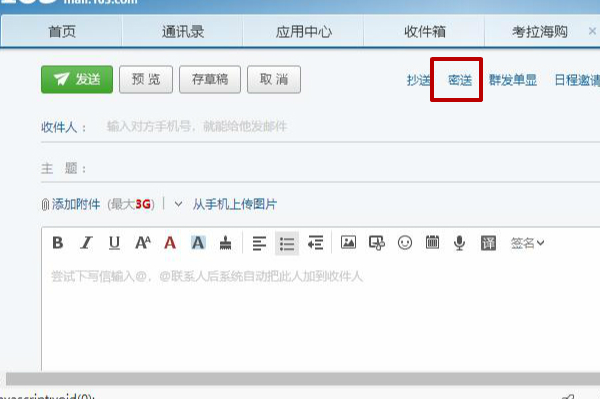 mail.163.com
首页 通讯录 应用中心 收件箱 考拉海购 ×
发送 预览 存草稿 取消 抄送 密送 群发单显 日程邀请
收件人： 输入对方手机号，就能给他发邮件
主 题：
添加附件 (最大3G) | 从手机上传图片
B I U AA A A 译 签名
尝试下写信输入@，@联系人后系统自动把此人加到收件人